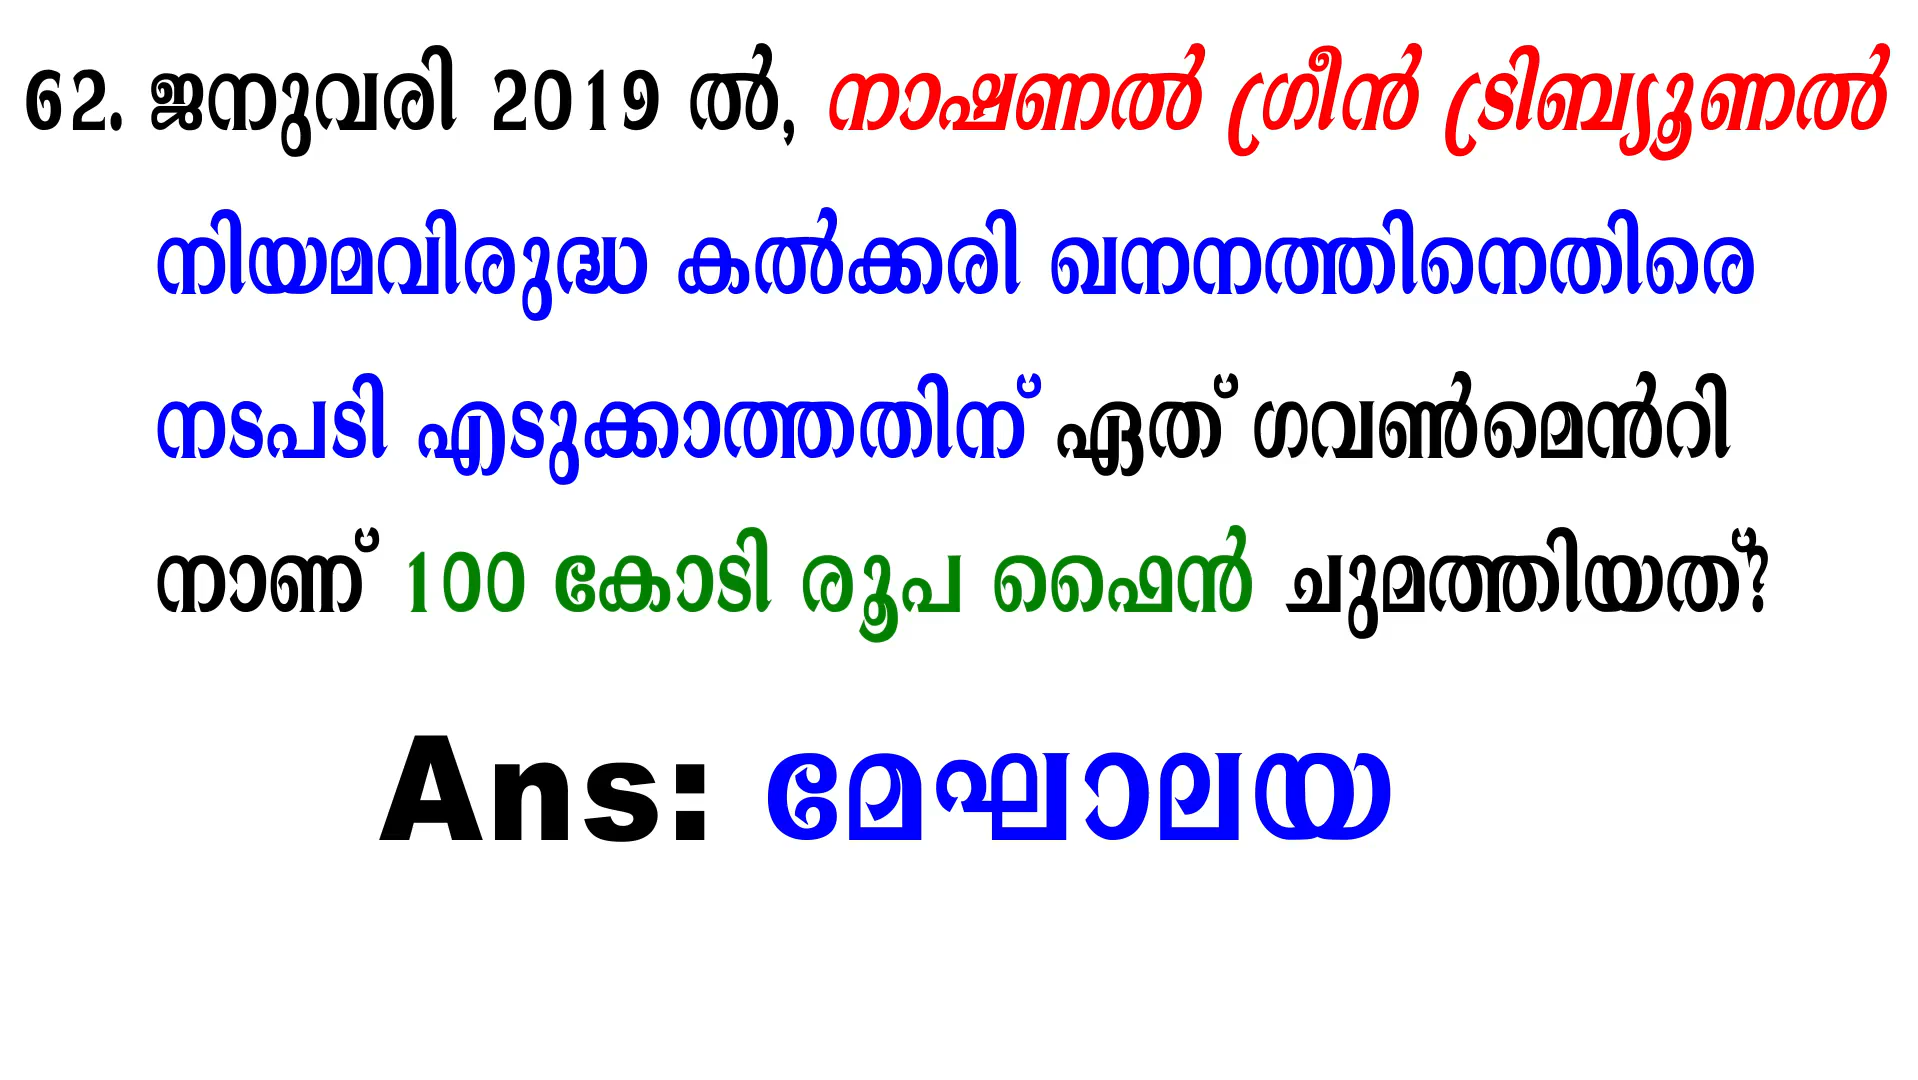 62. ജനുവരി 2019 ൽ, നാഷണൽ ഗ്രീൻ ട്രിബ്യൂണൽ
നിയമവിരുദ്ധ കൽക്കരി ഖനനത്തിനെതിരെ
നടപടി എടുക്കാത്തതിന് ഏത് ഗവൺമെൻറി
നാണ് 100 കോടി രൂപ ഫൈൻ ചുമത്തിയത്?
Ans: മേഘാലയ